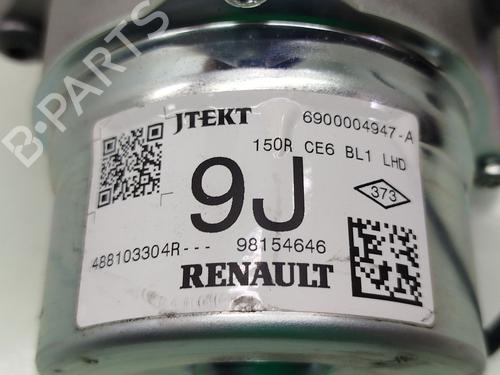 B-PARTS
JTEKT 6900004947-A
150R CE6 BL1 LHD
9J
373
488103304R--- 98154646
RENAULT